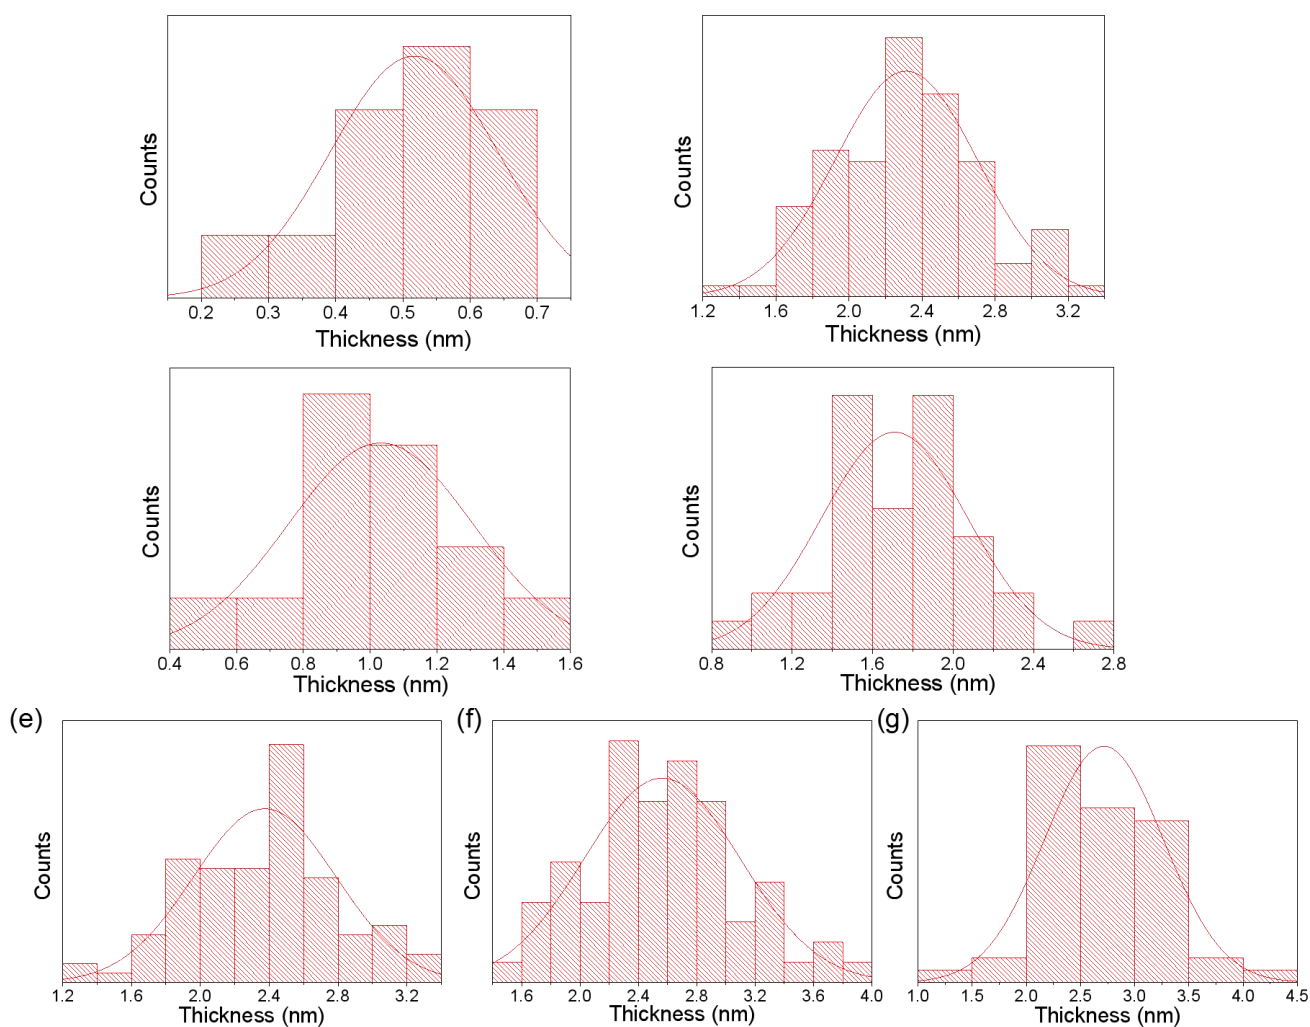 Counts
0.2 0.3 0.4 0.5 0.6 0.7
Thickness (nm)
Counts
1.2 1.6 2.0 2.4 2.8 3.2
Thickness (nm)
Counts
0.4 0.6 0.8 1.0 1.2 1.4 1.6
Thickness (nm)
Counts
0.8 1.2 1.6 2.0 2.4 2.8
Thickness (nm)
(e)
Counts
1.2 1.6 2.0 2.4 2.8 3.2
Thickness (nm)
(f)
Counts
1.6 2.0 2.4 2.8 3.2 3.6 4.0
Thickness (nm)
(g)
Counts
1.0 1.5 2.0 2.5 3.0 3.5 4.0 4.5
Thickness (nm)